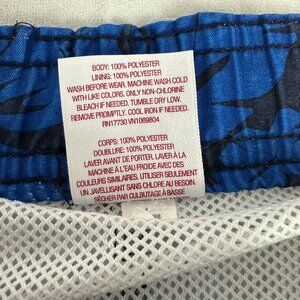 BODY: 100% POLYESTER
LINING: 100% POLYESTER
WASH BEFORE WEAR. MACHINE WASH COLD
WITH LIKE COLORS. ONLY NON-CHLORINE
BLEACH IF NEEDED. TUMBLE DRY LOW.
REMOVE PROMPTLY. COOL IRON IF NEEDED.
RN17730 VN1089804
CORPS: 100% POLYESTER
DOUBLURE: 100% POLYESTER
LAVER AVANT DE PORTER. LAVER À LA
MACHINE À L'EAU FROIDE AVEC DES
COULEURS SIMILAIRES. UTILISER SEULEMENT
UN JAVELLISANT SANS CHLORE AU BESOIN.
SÉCHER PAR CULBUTAGE À BASSE